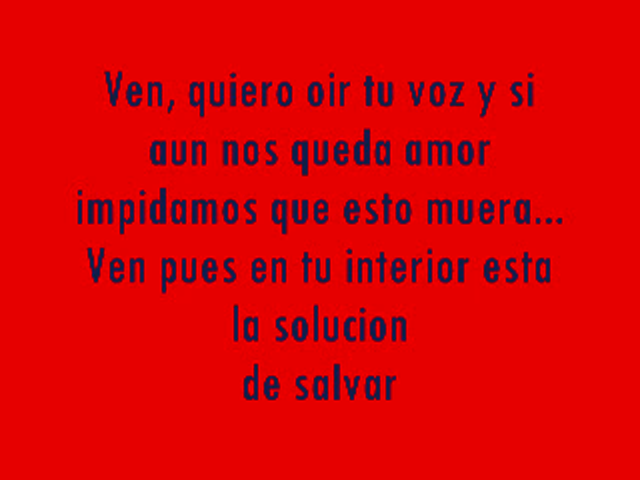 Ven, quiero oir tu voz y si
aun nos queda amor
impidamos que esto muera...
Ven pues en tu interior esta
la solucion
de salvar